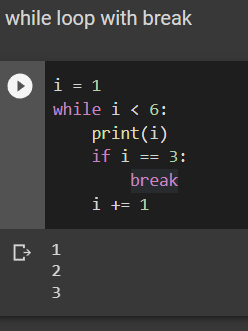 while loop with break
i = 1
while i < 6:
    print(i)
    if i == 3:
        break
    i += 1
1
2
3